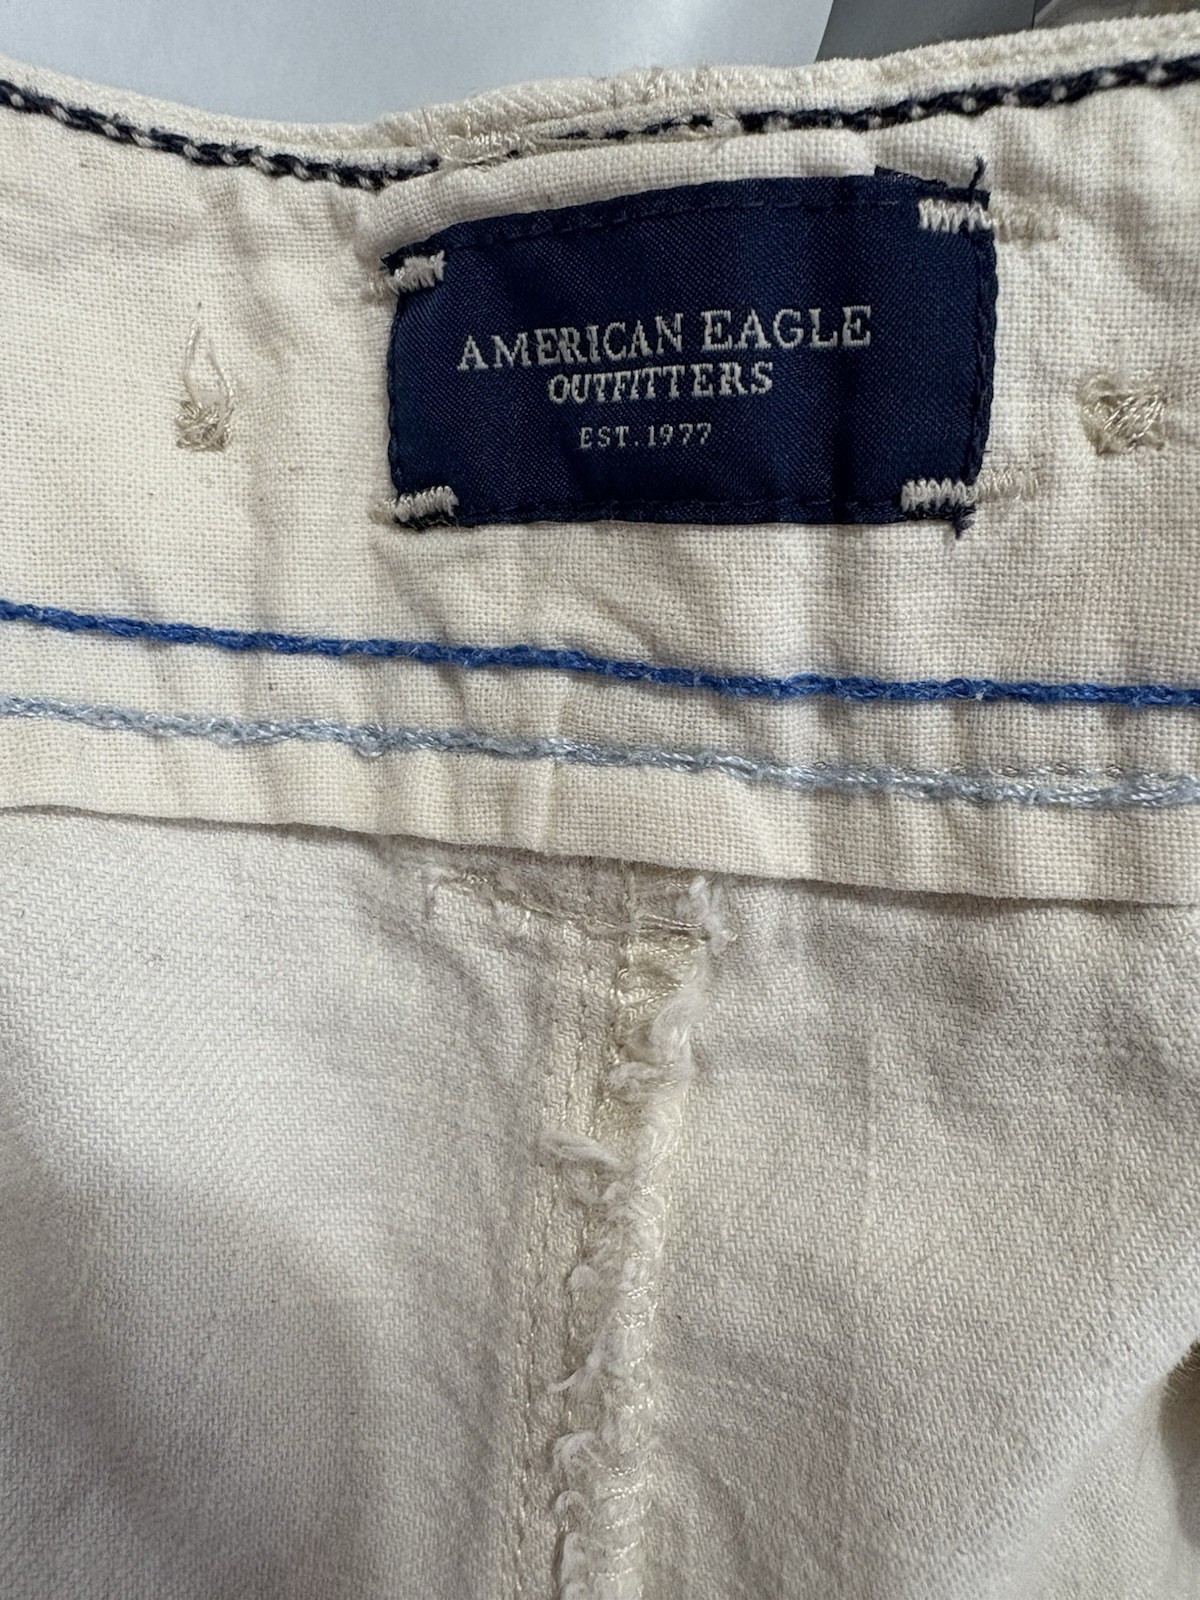 AMERICAN EAGLE
OUTFITTERS
EST. 1977